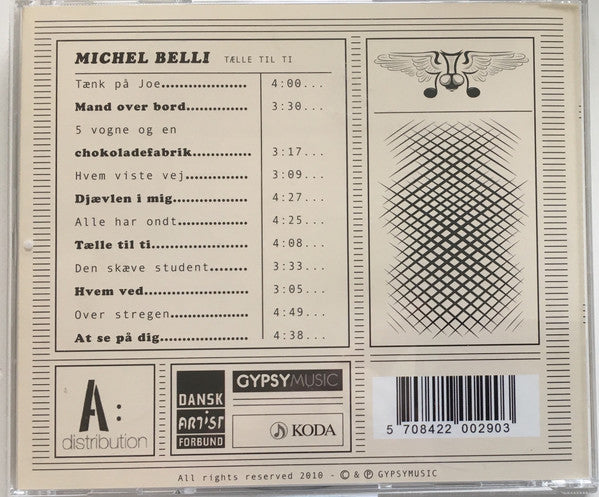 MICHEL BELLI TÆLLE TIL TI
Tænk på Joe.................... 4:00...
Mand over bord.............. 3:30...
5 vogne og en
chokoladefabrik............. 3:17...
Hvem viste vej................ 3:09...
Djævlen i mig................. 4:27...
Alle har ondt.................. 4:25...
Tælle til ti...................... 4:08...
Den skæve student......... 3:33...
Hvem ved........................ 3:05...
Over stregen.................. 4:49...
At se på dig.................... 4:38...
A:
distribution
DANSK
ARTiST
FORBUND
GYPSYMUSIC
KODA
5 708422 002903
All rights reserved 2010 - © & ℗ GYPSYMUSIC